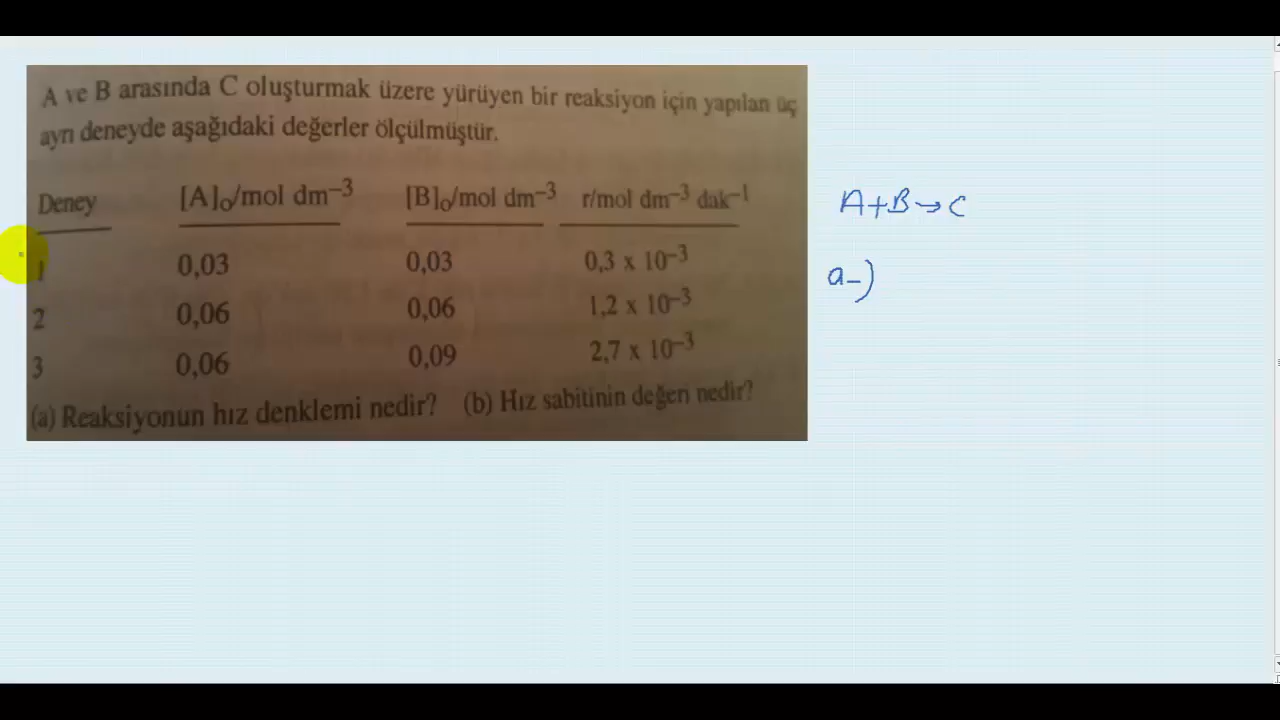 A ve B arasında C oluşturmak üzere yürüyen bir reaksiyon için yapılan üç
ayrı deneyde aşağıdaki değerler ölçülmüştür.
Deney [A]₀/mol dm⁻³ [B]₀/mol dm⁻³ r/mol dm⁻³ dak⁻¹
1 0,03 0,03 0,3 x 10⁻³
2 0,06 0,06 1,2 x 10⁻³
3 0,06 0,09 2,7 x 10⁻³
(a) Reaksiyonun hız denklemi nedir? (b) Hız sabitinin değeri nedir?
A+B→C
a-)